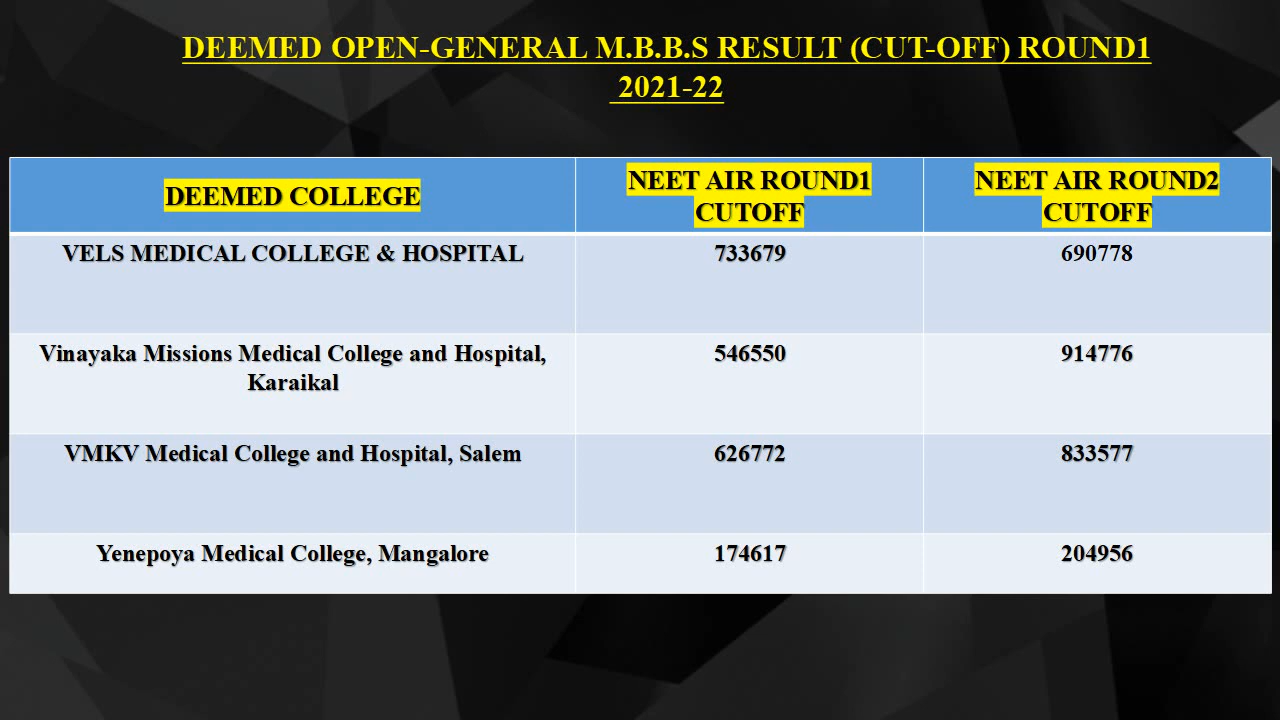 DEEMED OPEN-GENERAL M.B.B.S RESULT (CUT-OFF) ROUND1
2021-22
DEEMED COLLEGE
NEET AIR ROUND1
CUTOFF
NEET AIR ROUND2
CUTOFF
VELS MEDICAL COLLEGE & HOSPITAL
733679
690778
Vinayaka Missions Medical College and Hospital,
Karaikal
546550
914776
VMKV Medical College and Hospital, Salem
626772
833577
Yenepoya Medical College, Mangalore
174617
204956